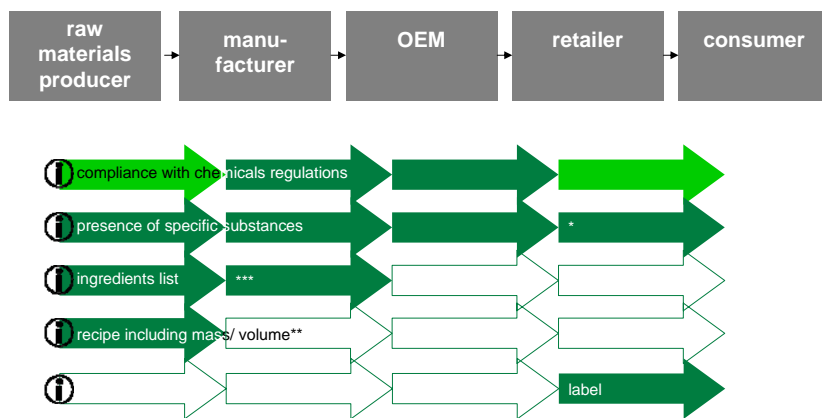 raw
materials
producer
manu-
facturer
OEM
retailer
consumer
compliance with chemicals regulations
presence of specific substances
*
ingredients list
***
recipe including mass/ volume**
label